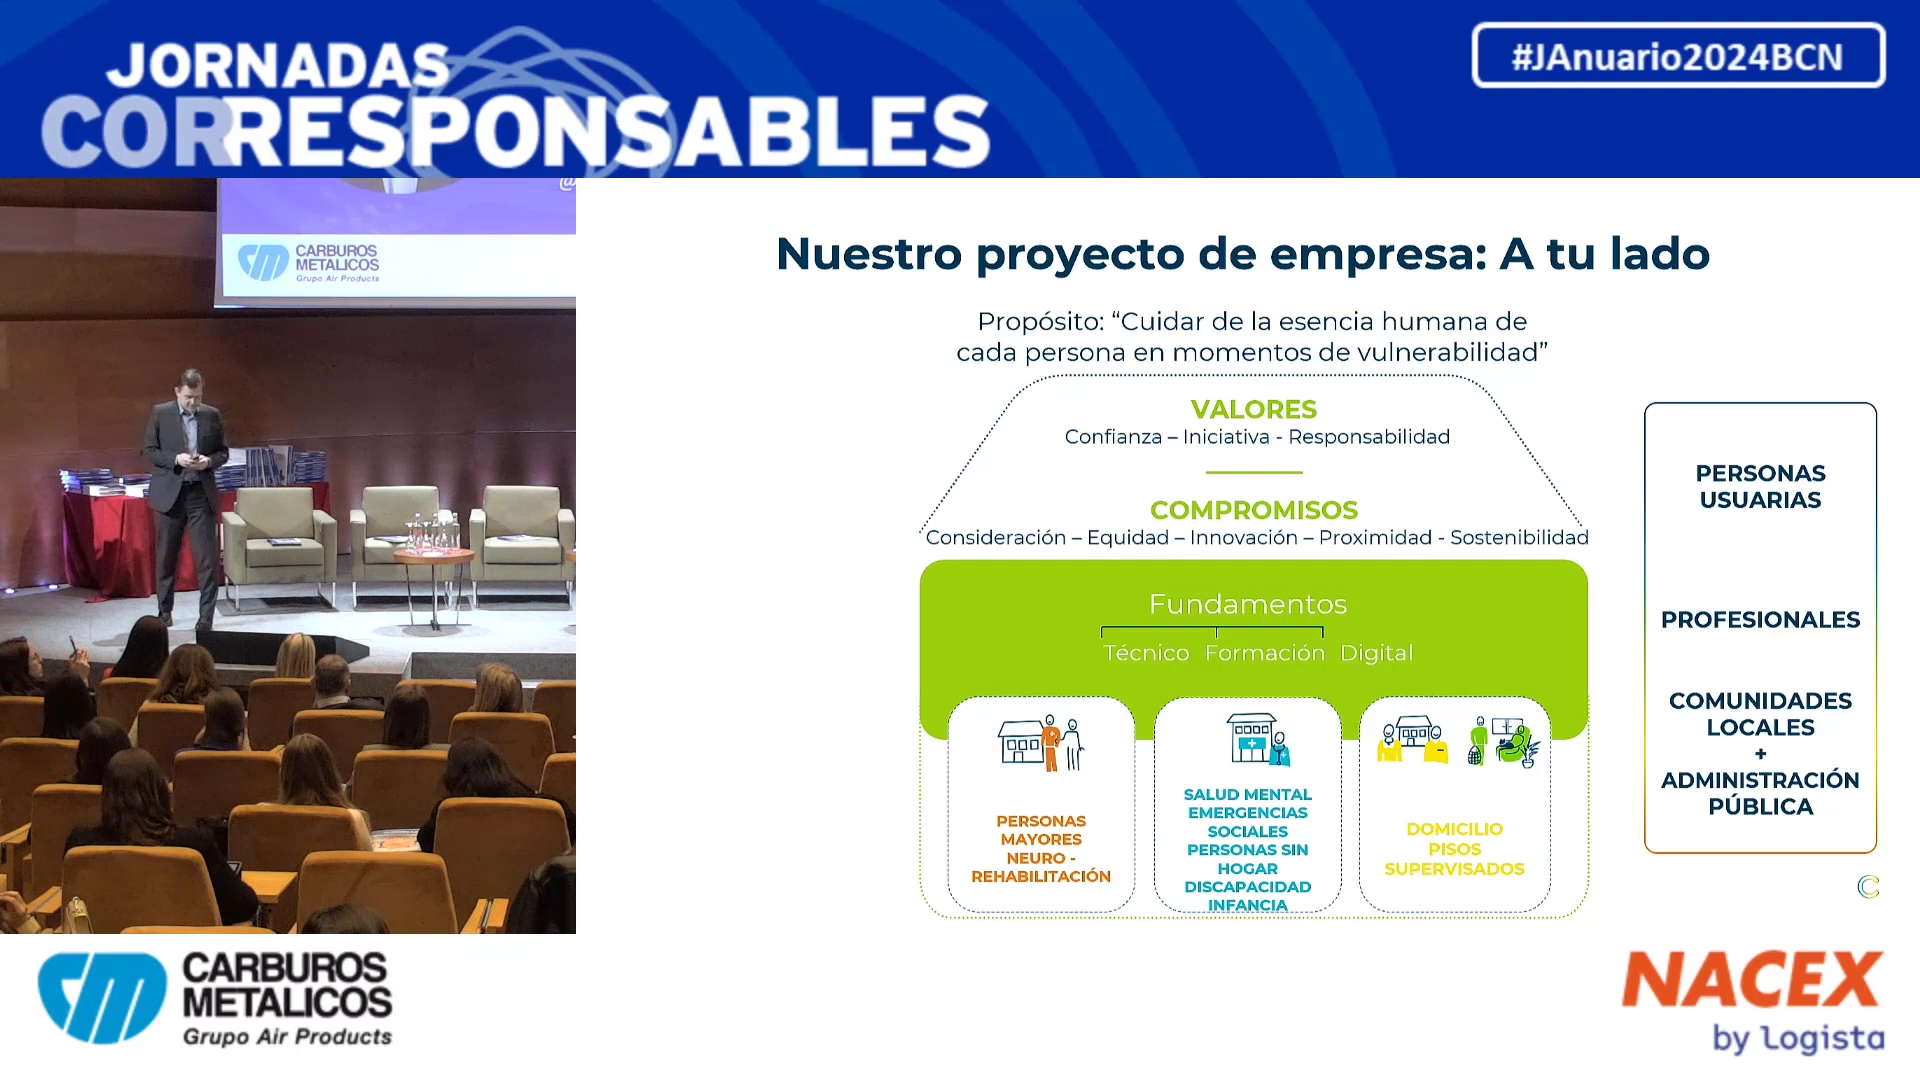 JORNADAS
CORRESPONSABLES
#JAnuario2024BCN
@
CARBUROS
METALICOS
Grupo Air Products
Nuestro proyecto de empresa: A tu lado
Propósito: “Cuidar de la esencia humana de
cada persona en momentos de vulnerabilidad”
VALORES
Confianza – Iniciativa - Responsabilidad
COMPROMISOS
Consideración – Equidad – Innovación – Proximidad - Sostenibilidad
Fundamentos
Técnico Formación Digital
PERSONAS
MAYORES
NEURO -
REHABILITACIÓN
SALUD MENTAL
EMERGENCIAS
SOCIALES
PERSONAS SIN
HOGAR
DISCAPACIDAD
INFANCIA
DOMICILIO
PISOS
SUPERVISADOS
PERSONAS
USUARIAS
PROFESIONALES
COMUNIDADES
LOCALES
+
ADMINISTRACIÓN
PÚBLICA
CARBUROS
METALICOS
Grupo Air Products
NACEX
by Logista